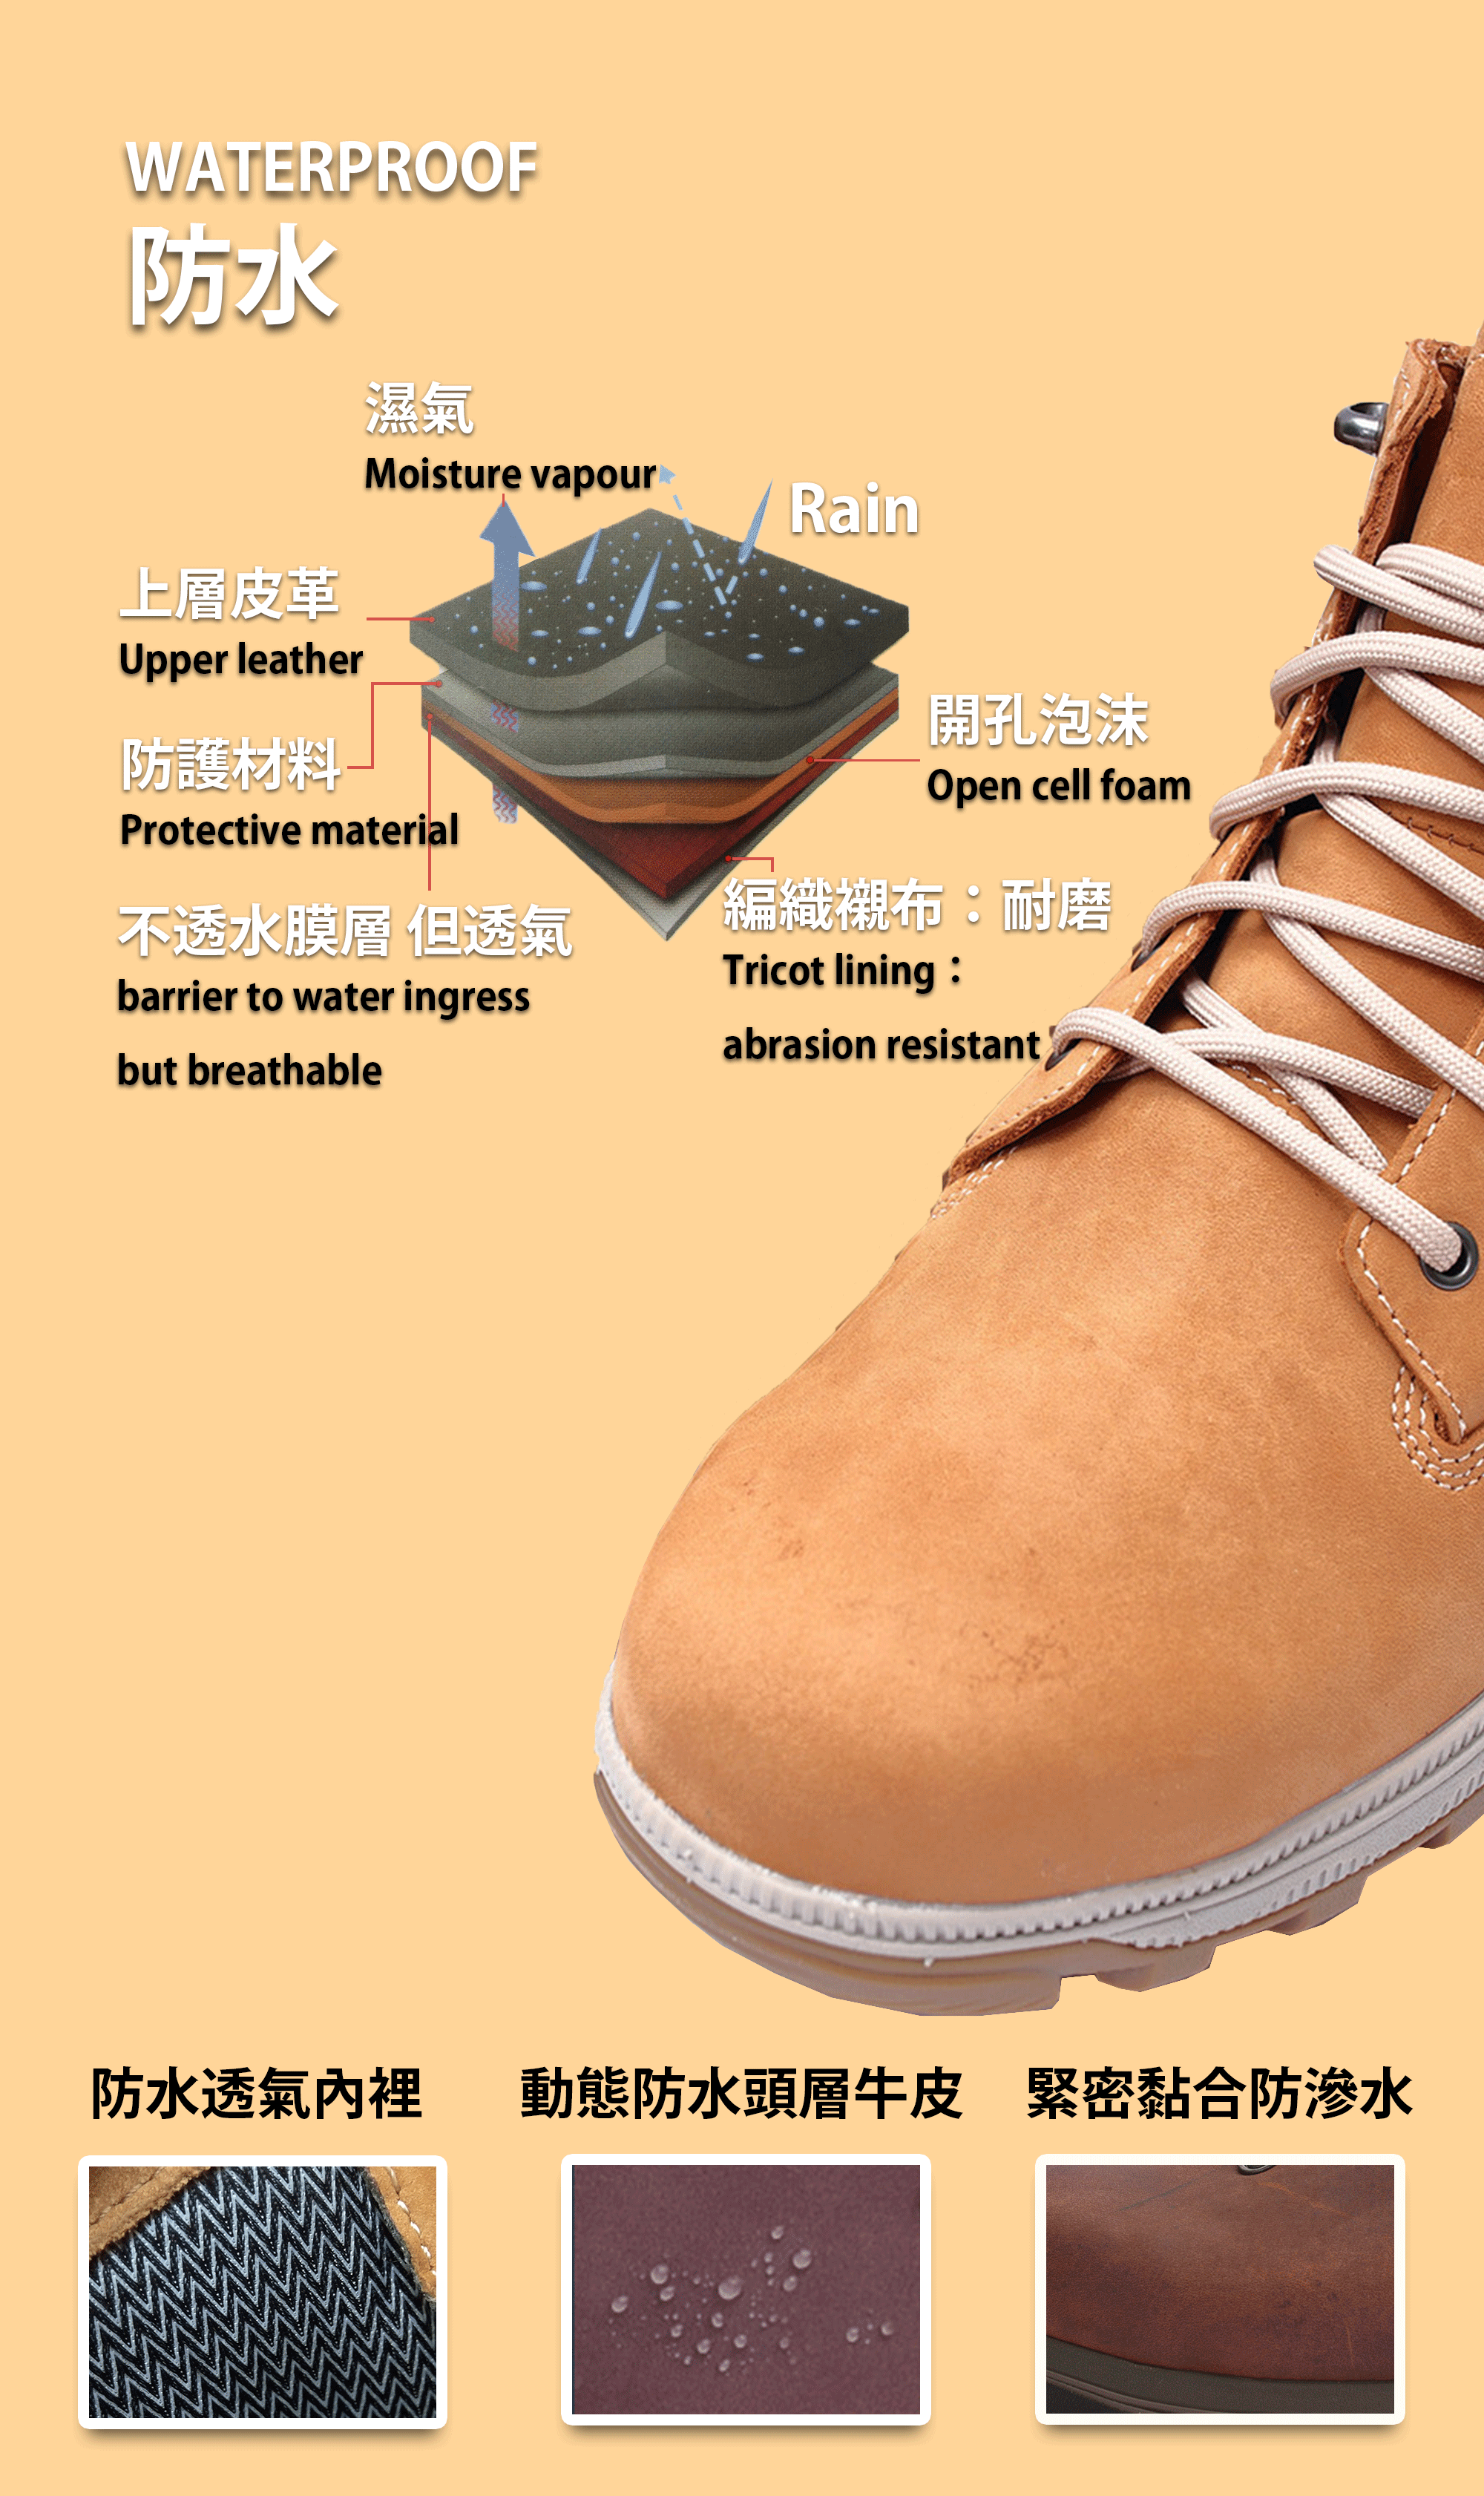 WATERPROOF
防水
濕氣
Moisture vapour
Rain
上層皮革
Upper leather
防護材料
Protective material
開孔泡沫
Open cell foam
不透水膜層 但透氣
barrier to water ingress
but breathable
編織襯布：耐磨
Tricot lining：
abrasion resistant
防水透氣內裡
動態防水頭層牛皮
緊密黏合防滲水